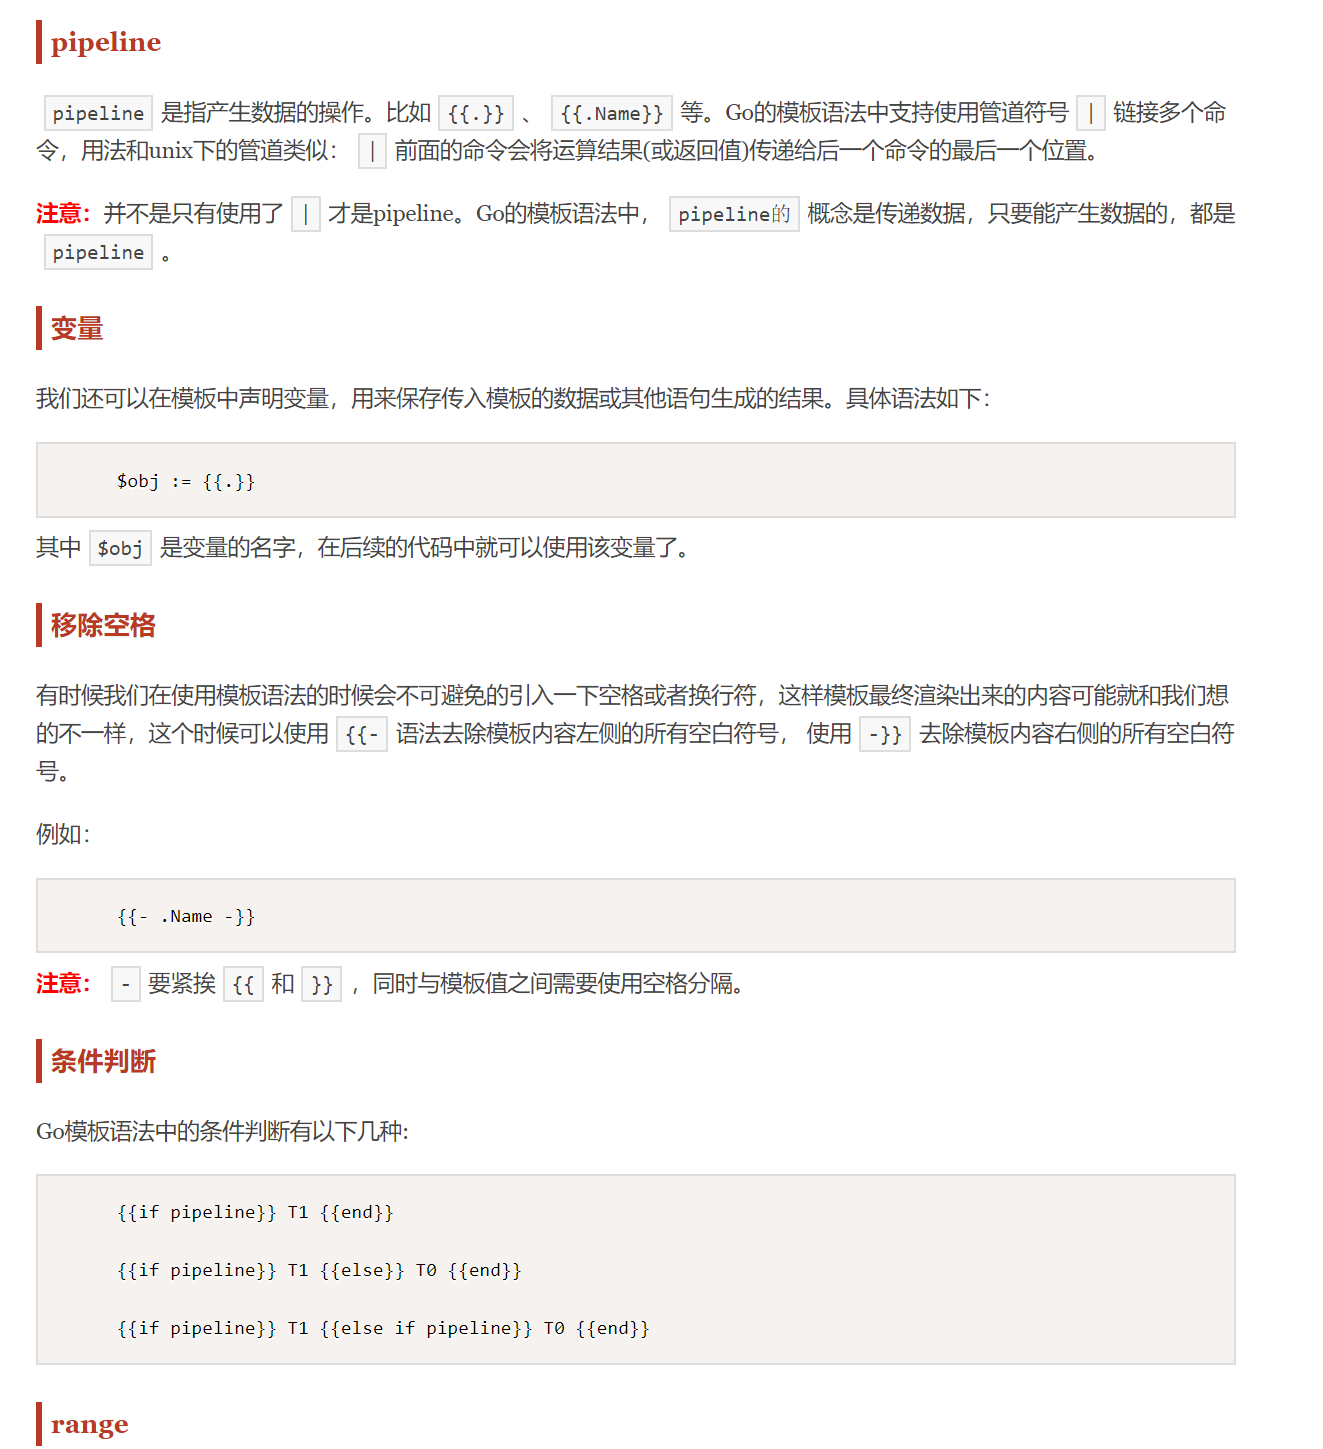 pipeline
pipeline 是指产生数据的操作。比如 {{.}} 、 {{.Name}} 等。Go的模板语法中支持使用管道符号 | 链接多个命
令，用法和unix下的管道类似： | 前面的命令会将运算结果(或返回值)传递给后一个命令的最后一个位置。
注意：并不是只有使用了 | 才是pipeline。Go的模板语法中， pipeline的 概念是传递数据，只要能产生数据的，都是
pipeline 。
变量
我们还可以在模板中声明变量，用来保存传入模板的数据或其他语句生成的结果。具体语法如下：
$obj := {{.}}
其中 $obj 是变量的名字，在后续的代码中就可以使用该变量了。
移除空格
有时候我们在使用模板语法的时候会不可避免的引入一下空格或者换行符，这样模板最终渲染出来的内容可能就和我们想
的不一样，这个时候可以使用 {{- 语法去除模板内容左侧的所有空白符号， 使用 -}} 去除模板内容右侧的所有空白符
号。
例如：
{{- .Name -}}
注意： - 要紧挨 {{ 和 }} ，同时与模板值之间需要使用空格分隔。
条件判断
Go模板语法中的条件判断有以下几种:
{{if pipeline}} T1 {{end}}
{{if pipeline}} T1 {{else}} T0 {{end}}
{{if pipeline}} T1 {{else if pipeline}} T0 {{end}}
range